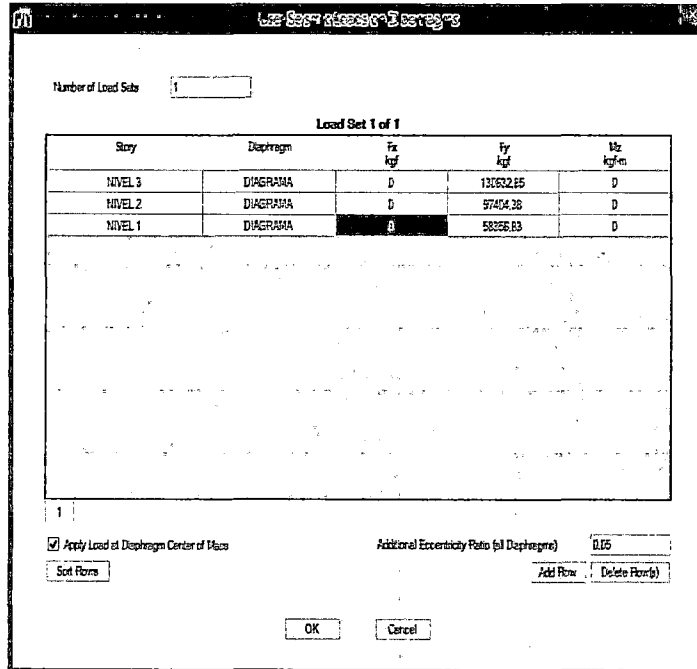 Number of Load Sets 1
Load Set 1 of 1
Story Diaphragm Fx Fy Mz
kgf kgf kgf-m
NIVEL 3 DIAGRAMA 0 130632,65 0
NIVEL 2 DIAGRAMA 0 97404,38 0
NIVEL 1 DIAGRAMA 0 0
1
Apply Load at Diaphragm Center of Mass Additional Eccentricity Ratio (all Diaphragms) 0,05
Sort Rows Add Row Delete Row(s)
OK Cancel